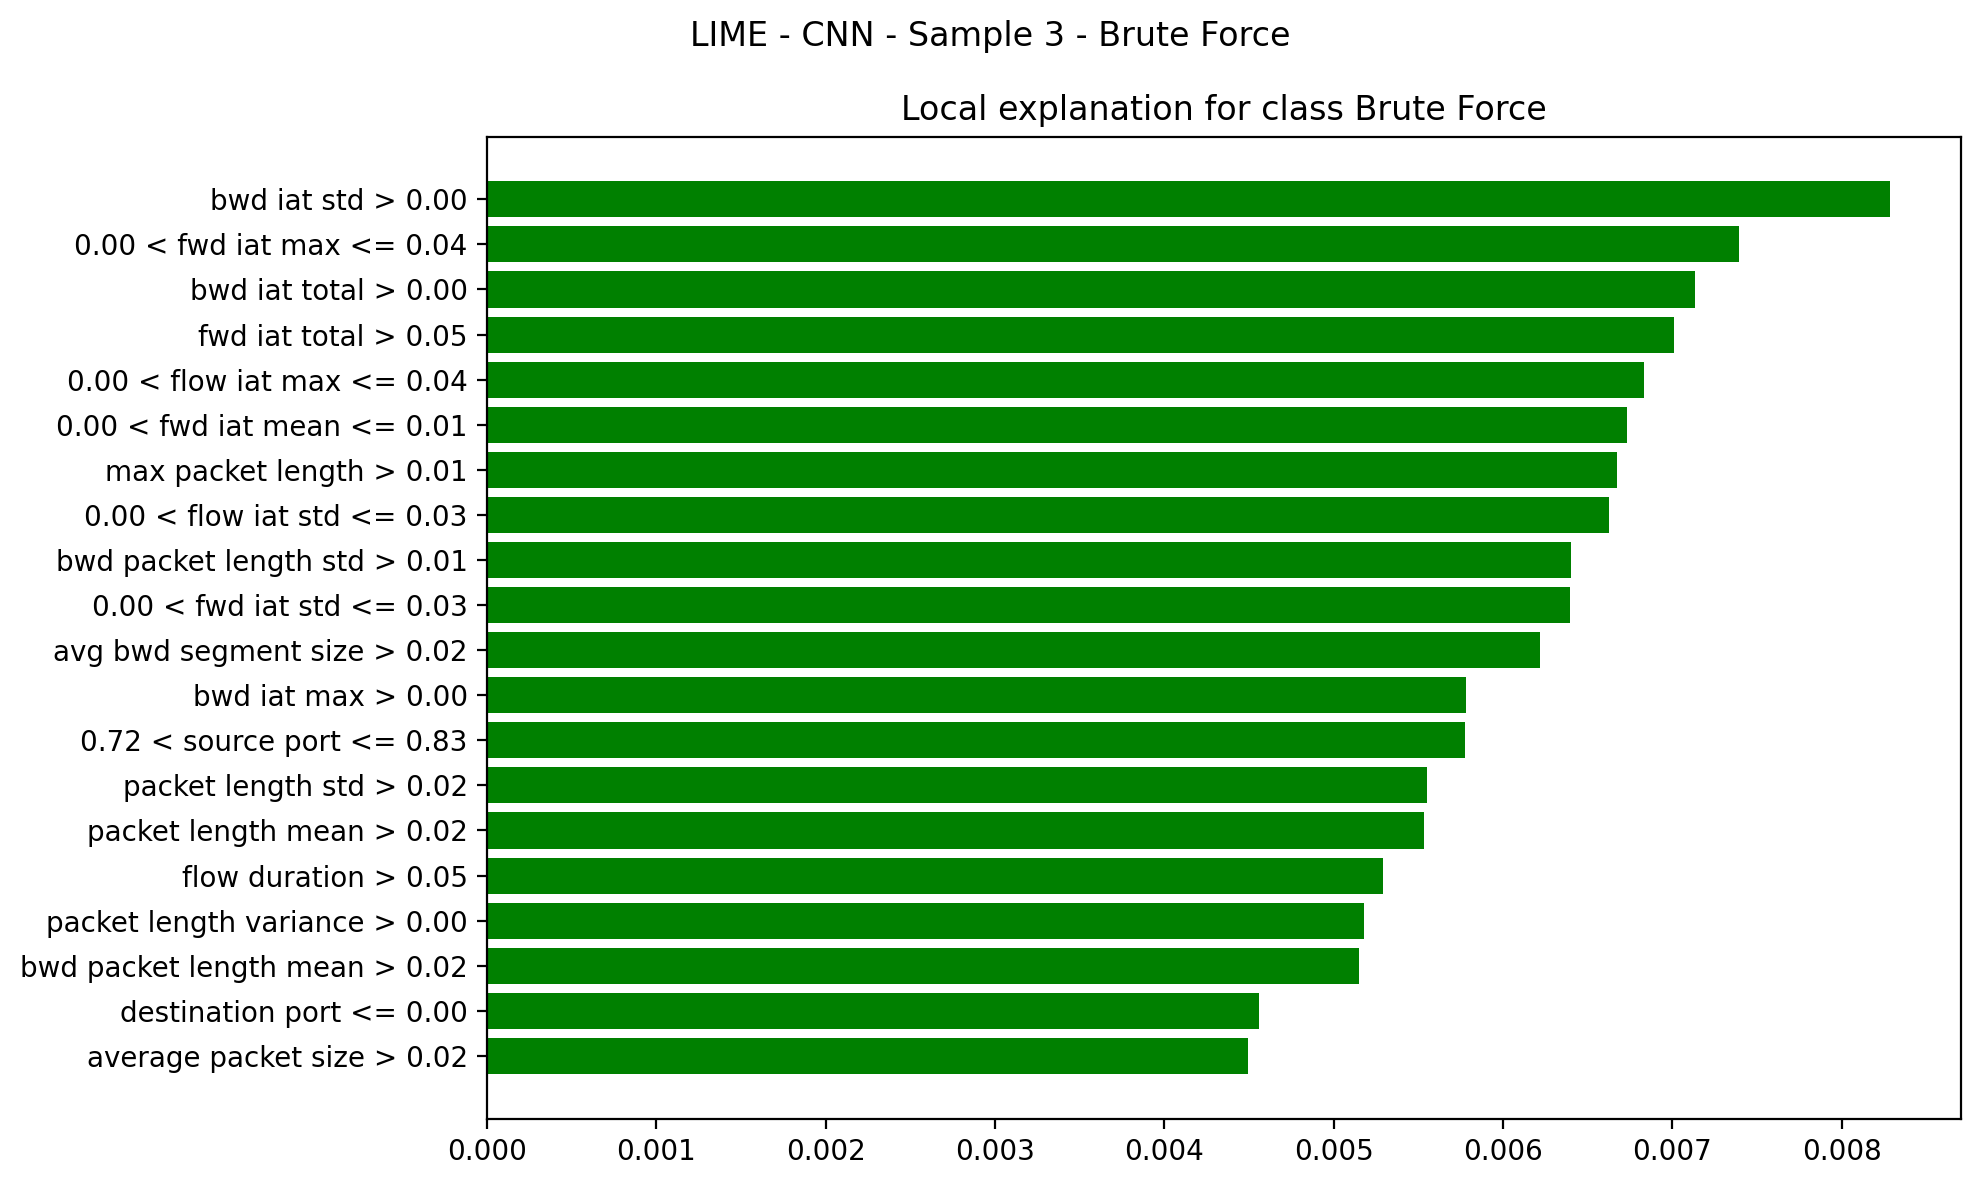 LIME - CNN - Sample 3 - Brute Force
Local explanation for class Brute Force
bwd iat std > 0.00
0.00 < fwd iat max <= 0.04
bwd iat total > 0.00
fwd iat total > 0.05
0.00 < flow iat max <= 0.04
0.00 < fwd iat mean <= 0.01
max packet length > 0.01
0.00 < flow iat std <= 0.03
bwd packet length std > 0.01
0.00 < fwd iat std <= 0.03
avg bwd segment size > 0.02
bwd iat max > 0.00
0.72 < source port <= 0.83
packet length std > 0.02
packet length mean > 0.02
flow duration > 0.05
packet length variance > 0.00
bwd packet length mean > 0.02
destination port <= 0.00
average packet size > 0.02
0.000 0.001 0.002 0.003 0.004 0.005 0.006 0.007 0.008